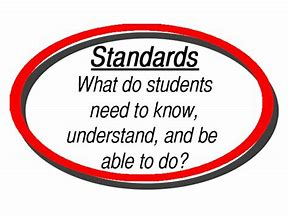 Standards
What do students
need to know,
understand, and be
able to do?